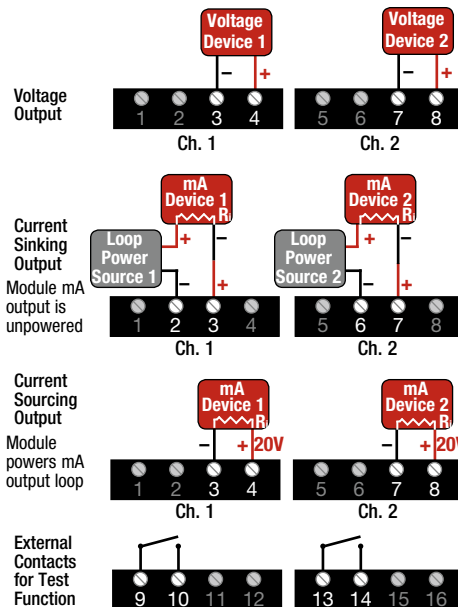 Voltage
Device 1
Voltage
Device 2
Voltage
Output
– +
– +
1 2 3 4
5 6 7 8
Ch. 1
Ch. 2
mA
Device 1
Ri
mA
Device 2
Ri
Current
Sinking
Output
Module mA
output is
unpowered
Loop
Power
Source 1
+
–
–
+
Loop
Power
Source 2
+
–
–
+
1 2 3 4
5 6 7 8
Ch. 1
Ch. 2
Current
Sourcing
Output
Module
powers mA
output loop
mA
Device 1
Ri
– + 20V
mA
Device 2
Ri
– + 20V
1 2 3 4
5 6 7 8
Ch. 1
Ch. 2
External
Contacts
for Test
Function
9 10 11 12
13 14 15 16